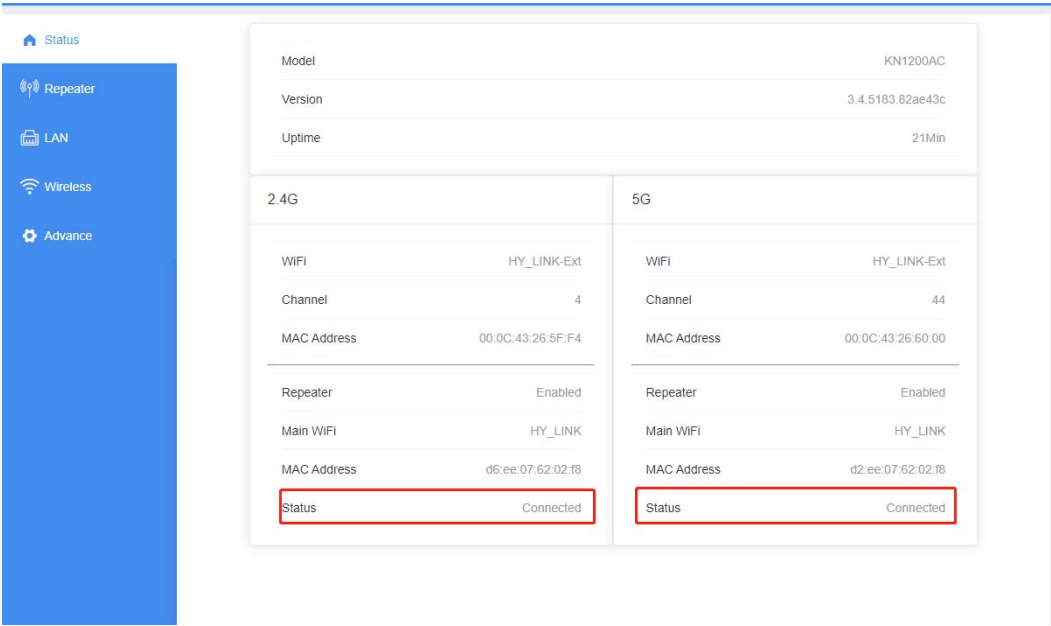 Status
Repeater
LAN
Wireless
Advance
Model KN1200AC
Version 3.4.5183.82ae43c
Uptime 21Min
2.4G
WiFi HY_LINK-Ext
Channel 4
MAC Address 00:0C:43:26:5F:F4
Repeater Enabled
Main WiFi HY_LINK
MAC Address d6:ee:07:62:02:f8
Status Connected
5G
WiFi HY_LINK-Ext
Channel 44
MAC Address 00:0C:43:26:60:00
Repeater Enabled
Main WiFi HY_LINK
MAC Address d2:ee:07:62:02:f8
Status Connected